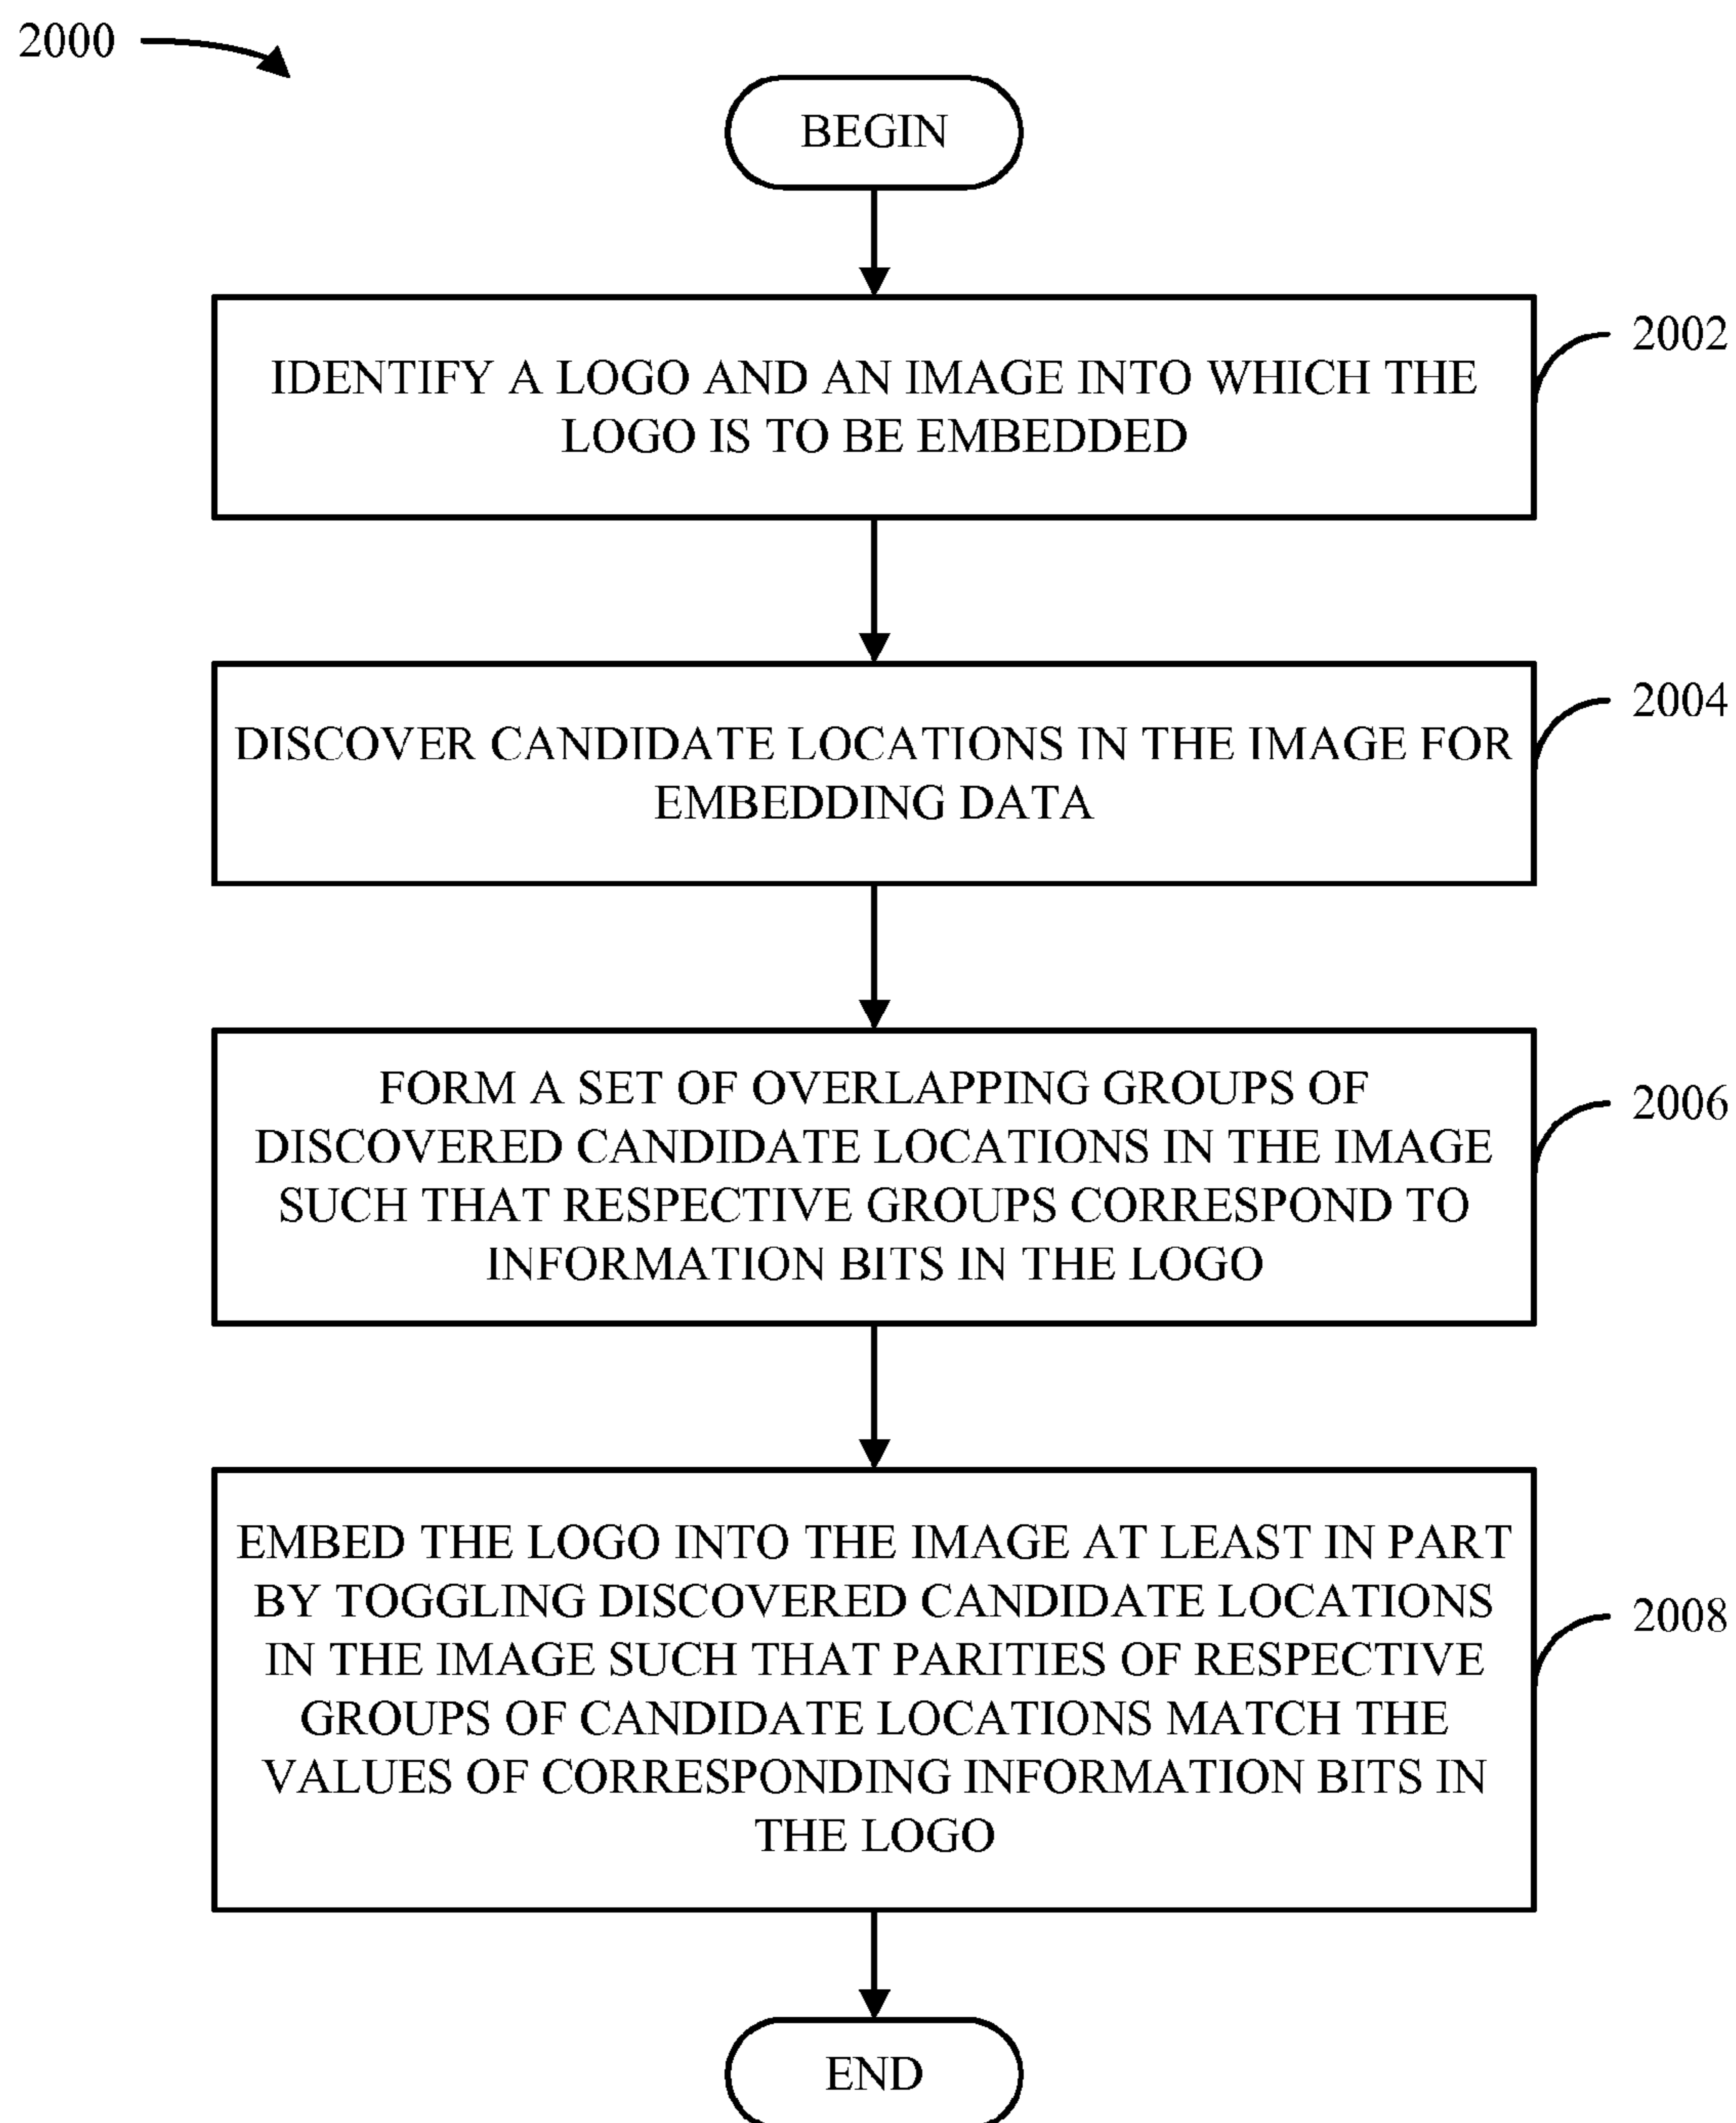 2000
BEGIN
IDENTIFY A LOGO AND AN IMAGE INTO WHICH THE
LOGO IS TO BE EMBEDDED
2002
DISCOVER CANDIDATE LOCATIONS IN THE IMAGE FOR
EMBEDDING DATA
2004
FORM A SET OF OVERLAPPING GROUPS OF
DISCOVERED CANDIDATE LOCATIONS IN THE IMAGE
SUCH THAT RESPECTIVE GROUPS CORRESPOND TO
INFORMATION BITS IN THE LOGO
2006
EMBED THE LOGO INTO THE IMAGE AT LEAST IN PART
BY TOGGLING DISCOVERED CANDIDATE LOCATIONS
IN THE IMAGE SUCH THAT PARITIES OF RESPECTIVE
GROUPS OF CANDIDATE LOCATIONS MATCH THE
VALUES OF CORRESPONDING INFORMATION BITS IN
THE LOGO
2008
END